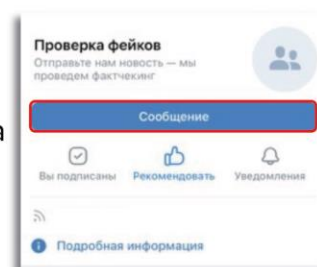 Проверка фейков
Отправьте нам новость — мы
проведем фактчекинг
Сообщение
а
Вы подписаны Рекомендовать Уведомления
Подробная информация